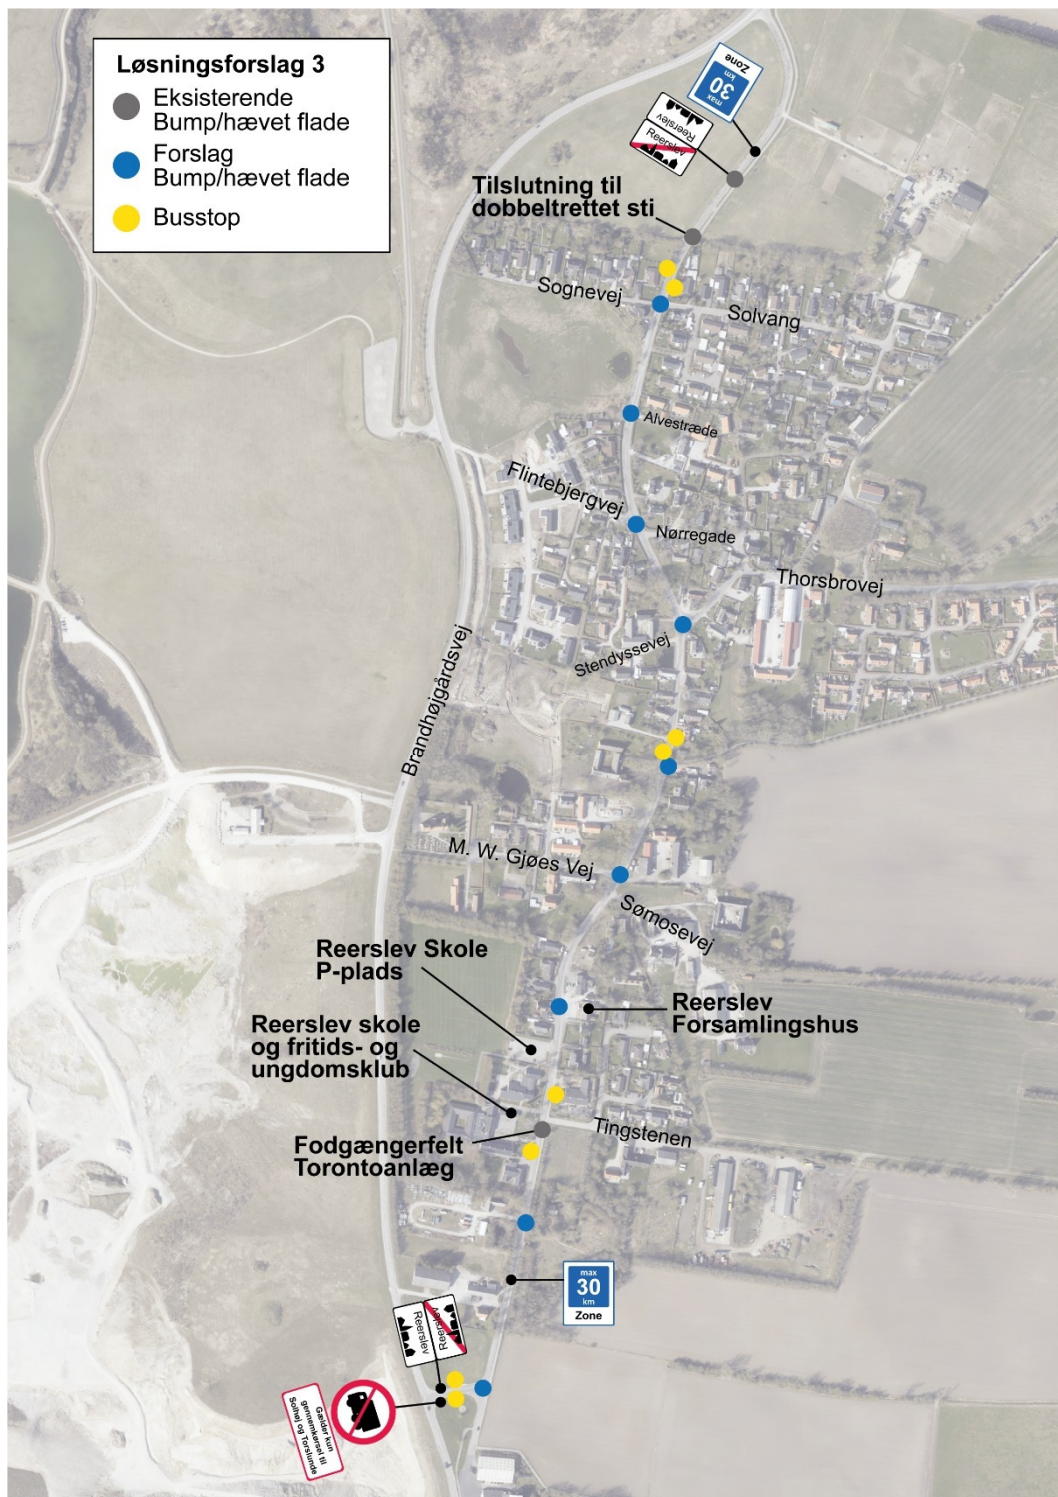 Løsningsforslag 3
Eksisterende
Bump/hævet flade
Forslag
Bump/hævet flade
Busstop
max
30
km
Zone
Reerslev
Reerslev
Tilslutning til
dobbeltrettet sti
Sognevej
Solvang
Alvestræde
Flintebjergvej
Nørregade
Thorsbrovej
Stendyssevej
Brandhøjgårdsvej
M. W. Gjøes Vej
Sømosevej
Reerslev Skole
P-plads
Reerslev
Forsamlingshus
Reerslev skole
og fritids- og
ungdomsklub
Tingstenen
Fodgængerfelt
Torontoanlæg
max
30
km
Zone
Reerslev
Reerslev
Gælder kun
gennemkørsel til
Solhøj og Torslunde